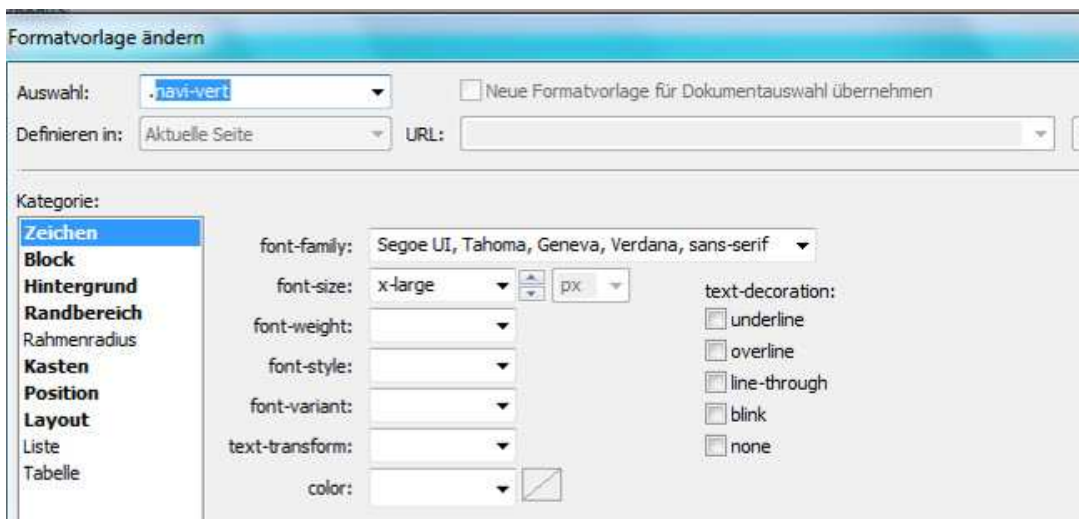 Formatvorlage ändern
Auswahl: .navi-vert Neue Formatvorlage für Dokumentauswahl übernehmen
Definieren in: Aktuelle Seite URL:
Kategorie:
Zeichen
Block
Hintergrund
Randbereich
Rahmenradius
Kasten
Position
Layout
Liste
Tabelle
font-family: Segoe UI, Tahoma, Geneva, Verdana, sans-serif
font-size: x-large px
font-weight:
font-style:
font-variant:
text-transform:
color:
text-decoration:
underline
overline
line-through
blink
none